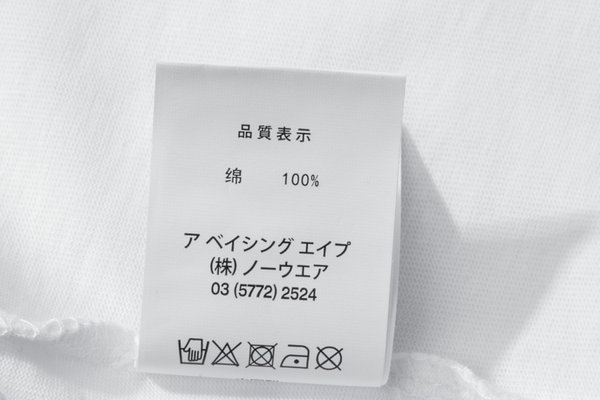 品質表示
绵 100%
ア ベイシング エイプ
(株) ノーウエア
03 (5772) 2524